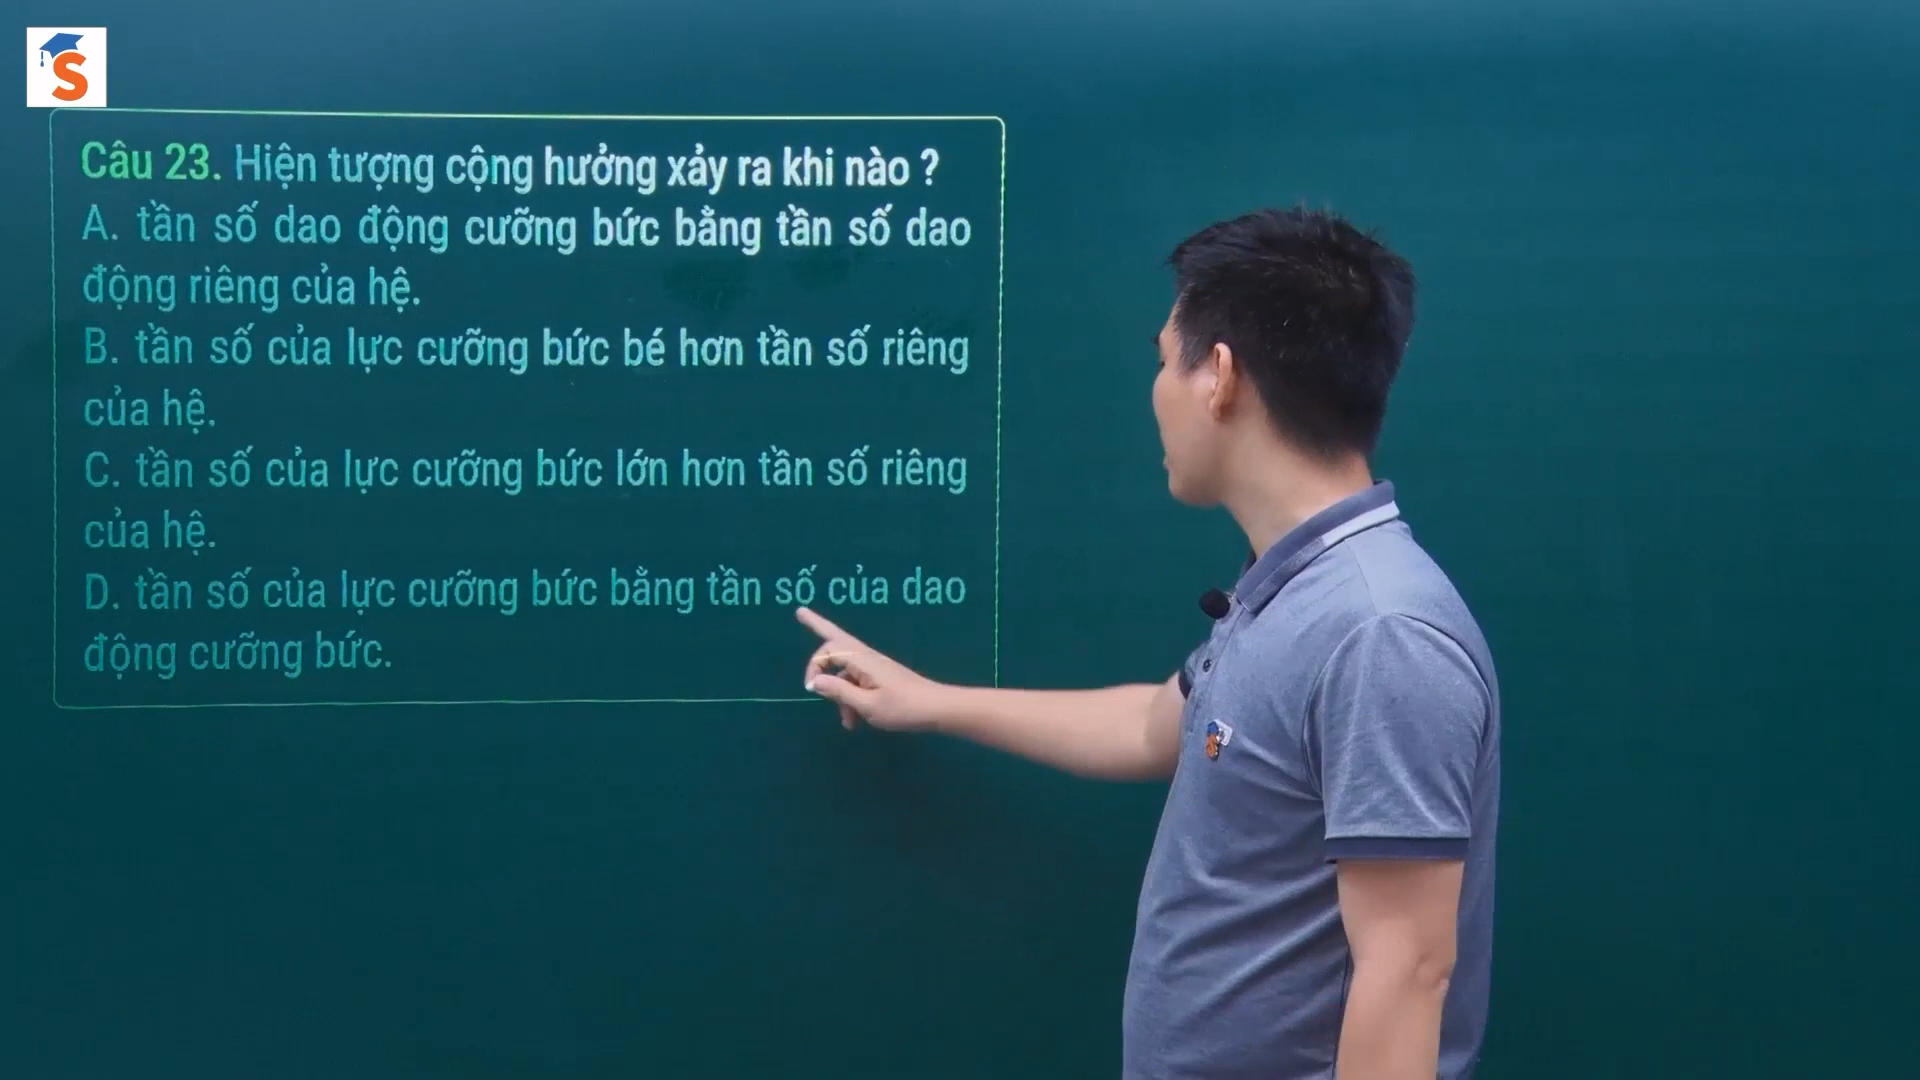 S
Câu 23. Hiện tượng cộng hưởng xảy ra khi nào ?
A. tần số dao động cưỡng bức bằng tần số dao
động riêng của hệ.
B. tần số của lực cưỡng bức bé hơn tần số riêng
của hệ.
C. tần số của lực cưỡng bức lớn hơn tần số riêng
của hệ.
D. tần số của lực cưỡng bức bằng tần số của dao
động cưỡng bức.